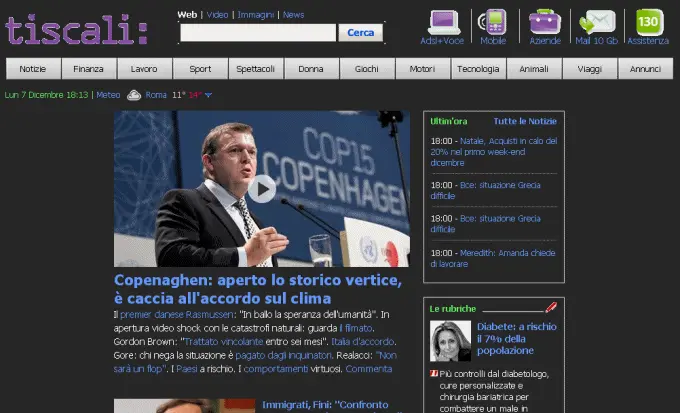 tiscali:
Web | Video | Immagini | News
Cerca
Adsl+Voce Mobile Aziende Mail 10 Gb 130 Assistenza
Notizie Finanza Lavoro Sport Spettacoli Donna Giochi Motori Tecnologia Animali Viaggi Annunci
Lun 7 Dicembre 18:13 | Meteo Roma 11° 14°
COP15
COPENHAGEN
Copenaghen: aperto lo storico vertice,
è caccia all'accordo sul clima
Il premier danese Rasmussen: "In ballo la speranza dell'umanità". In
apertura video shock con le catastrofi naturali: guarda il filmato.
Gordon Brown: "Trattato vincolante entro sei mesi". Italia d'accordo.
Gore: chi nega la situazione è pagato dagli inquinatori. Realacci: "Non
sarà un flop". I Paesi a rischio. I comportamenti virtuosi. Commenta
Immigrati, Fini: "Confronto
Ultim'ora Tutte le Notizie
18:00 - Natale, Acquisti in calo del
20% nel primo week-end
dicembre
18:00 - Bce: situazione Grecia
difficile
18:00 - Bce: situazione Grecia
difficile
18:00 - Meredith: Amanda chiede
di lavorare
Le rubriche
Diabete: a rischio
il 7% della
popolazione
Più controlli dal diabetologo,
cure personalizzate e
chirurgia bariatrica per
combattere un male in